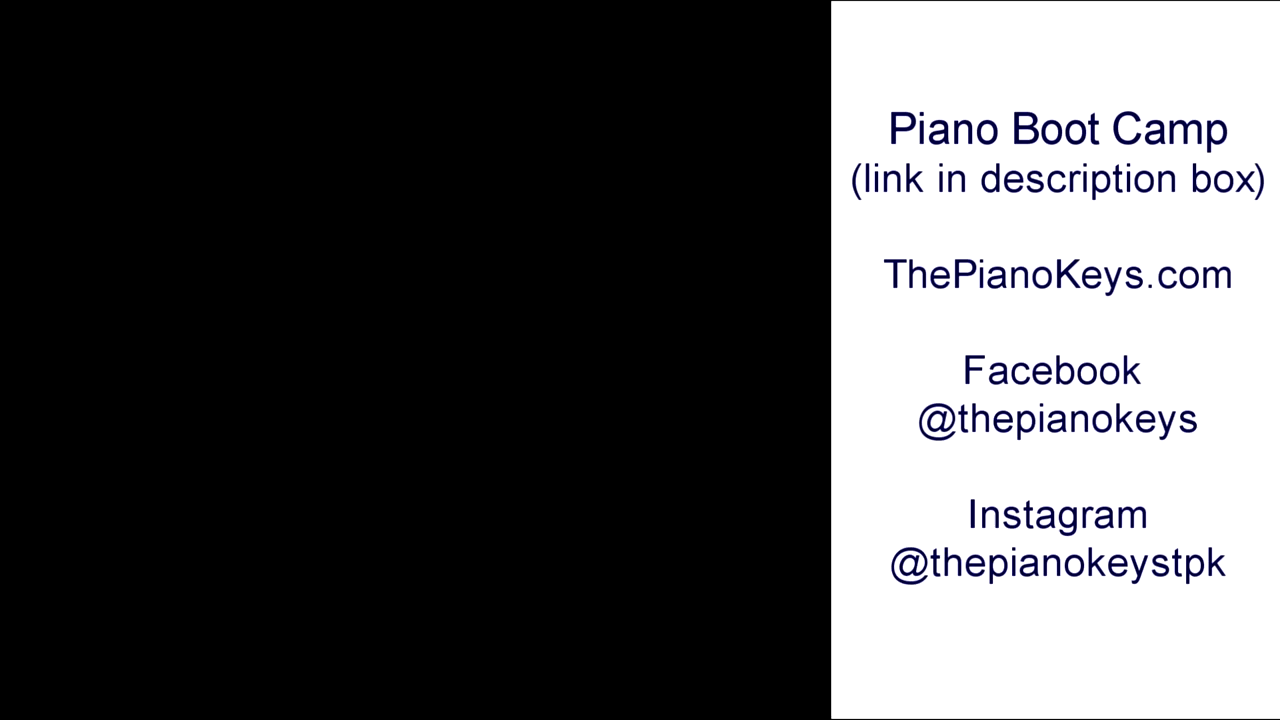 Piano Boot Camp
(link in description box)
ThePianoKeys.com
Facebook
@thepianokeys
Instagram
@thepianokeystpk